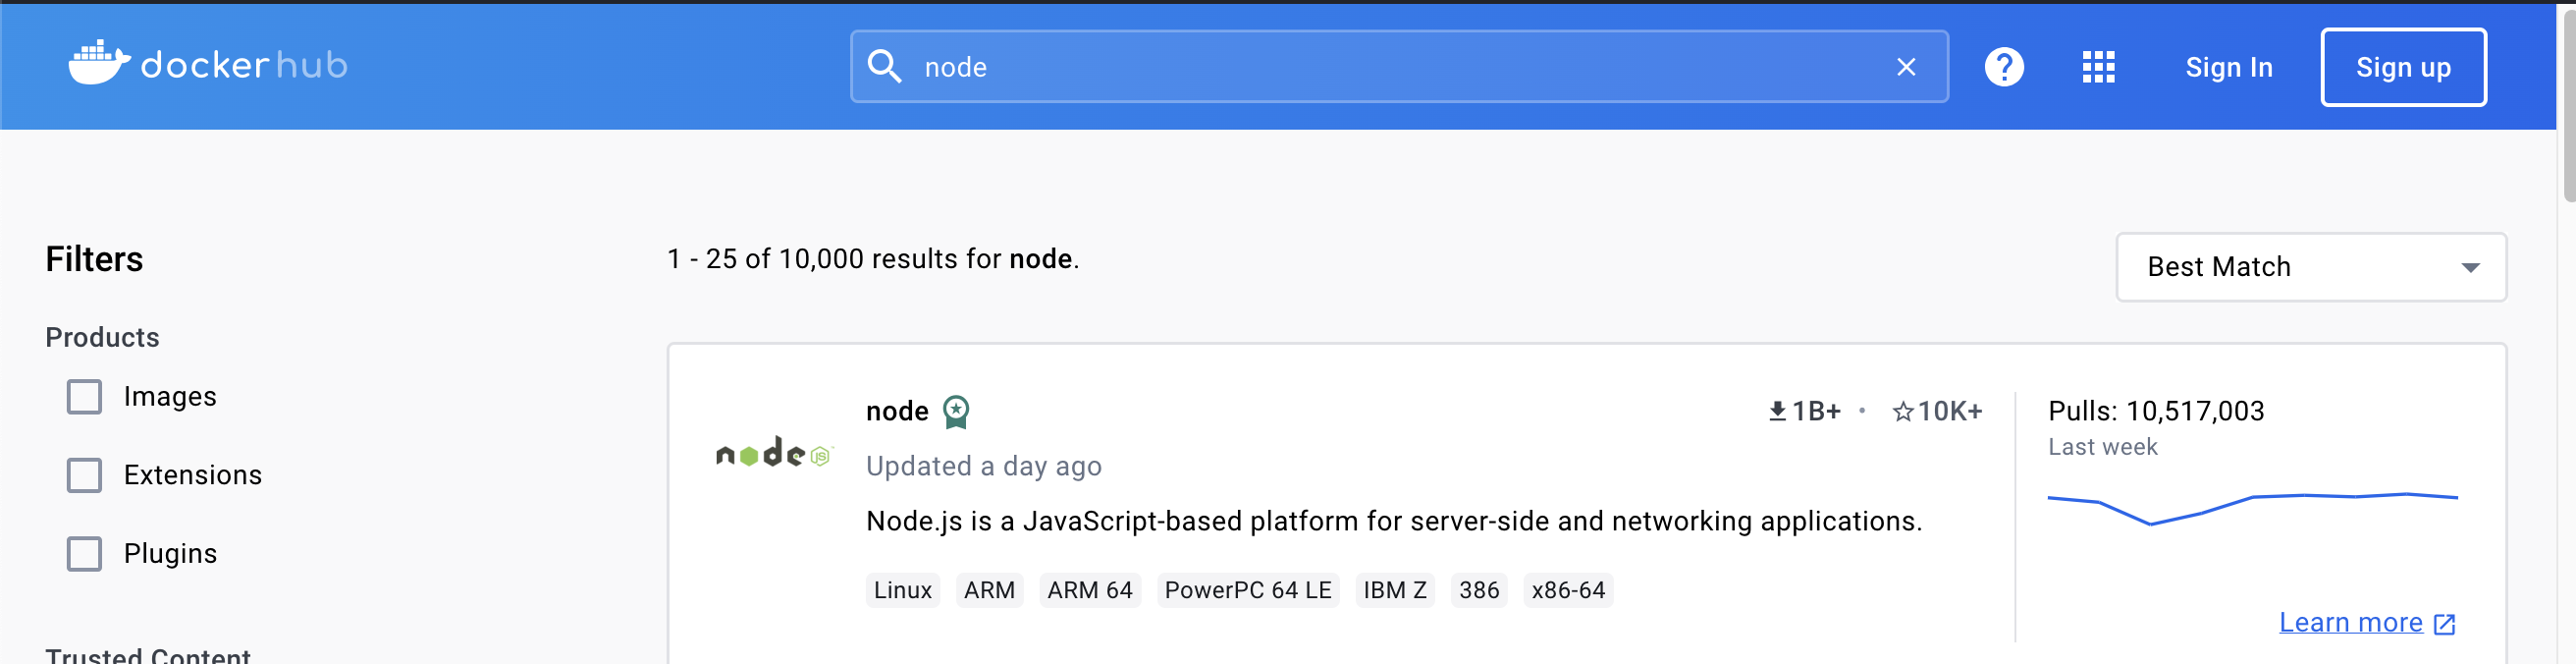 dockerhub
node
Sign In
Sign up
Filters
1 - 25 of 10,000 results for node.
Best Match
Products
Images
Extensions
Plugins
Trusted Content
node JS
node
1B+ • 10K+
Updated a day ago
Node.js is a JavaScript-based platform for server-side and networking applications.
Linux ARM ARM 64 PowerPC 64 LE IBM Z 386 x86-64
Pulls: 10,517,003
Last week
Learn more